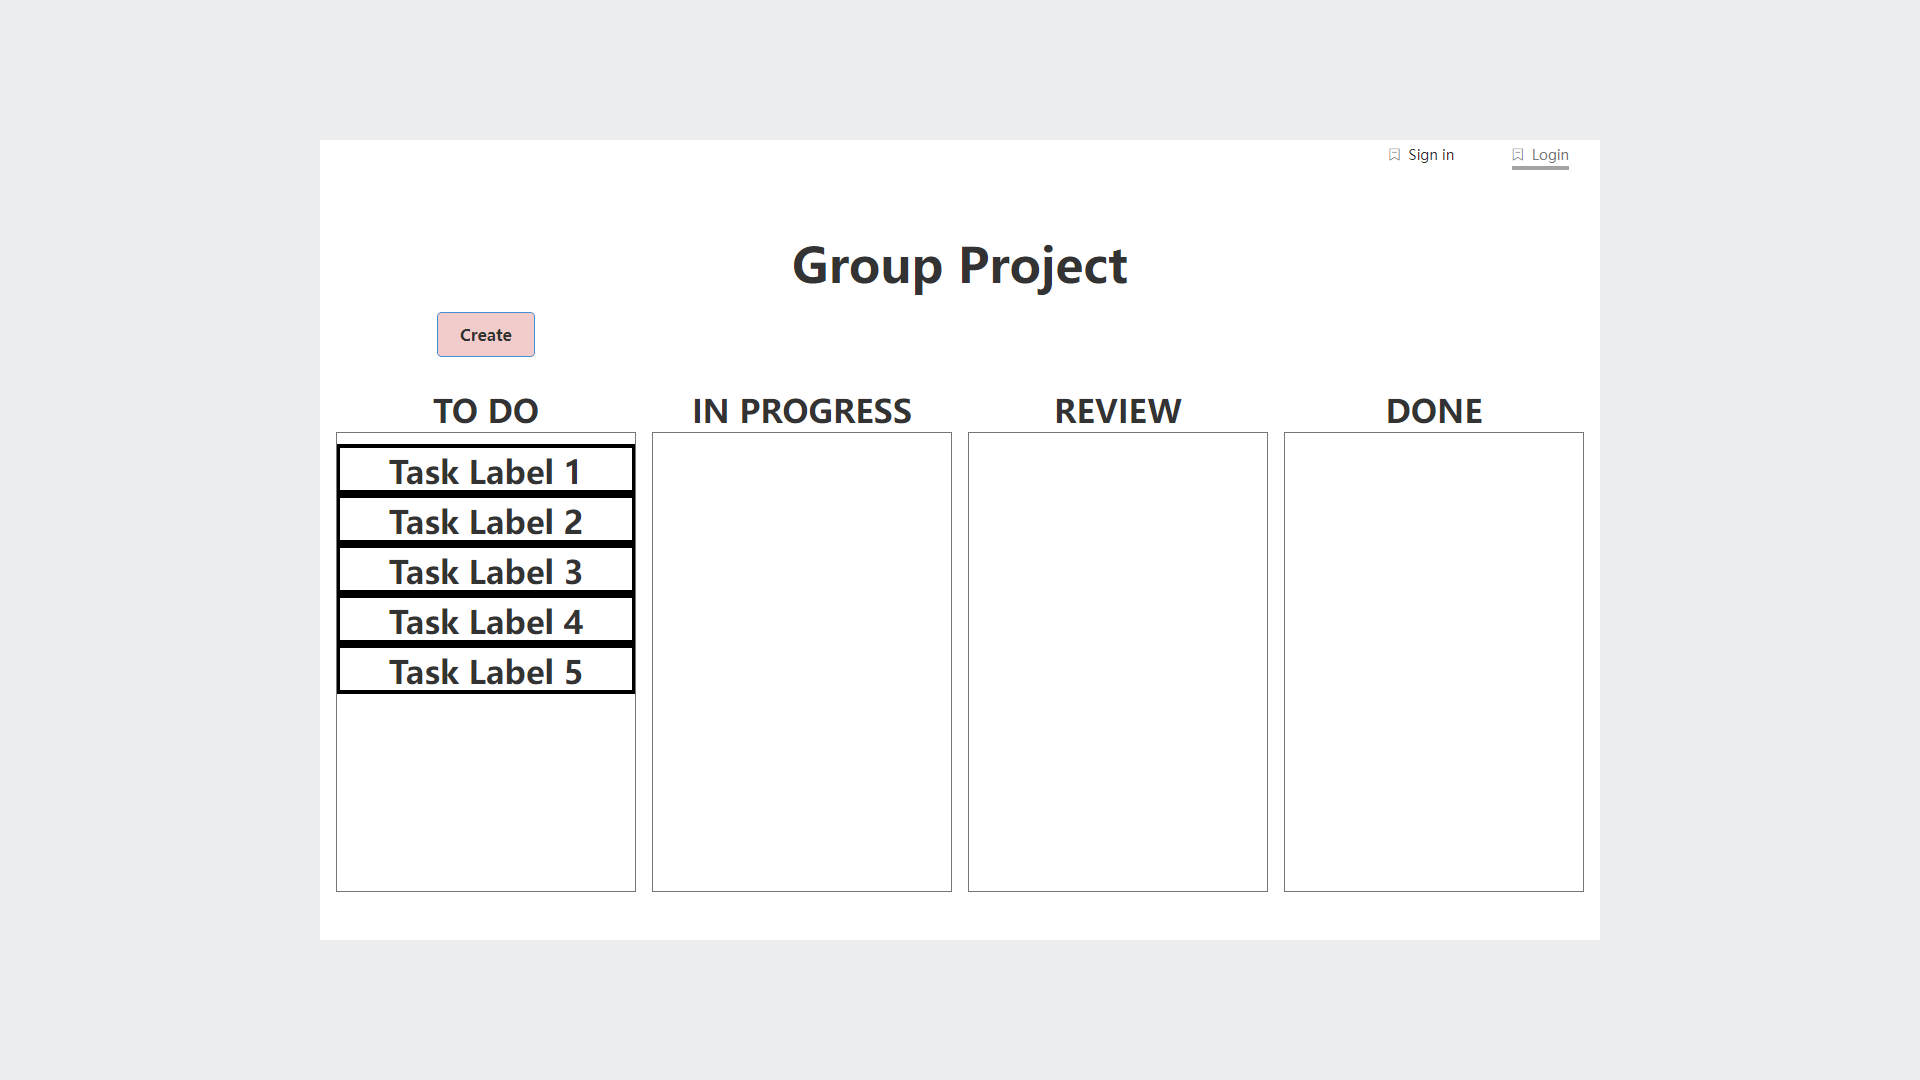 Sign in
Login
Group Project
Create
TO DO
IN PROGRESS
REVIEW
DONE
Task Label 1
Task Label 2
Task Label 3
Task Label 4
Task Label 5